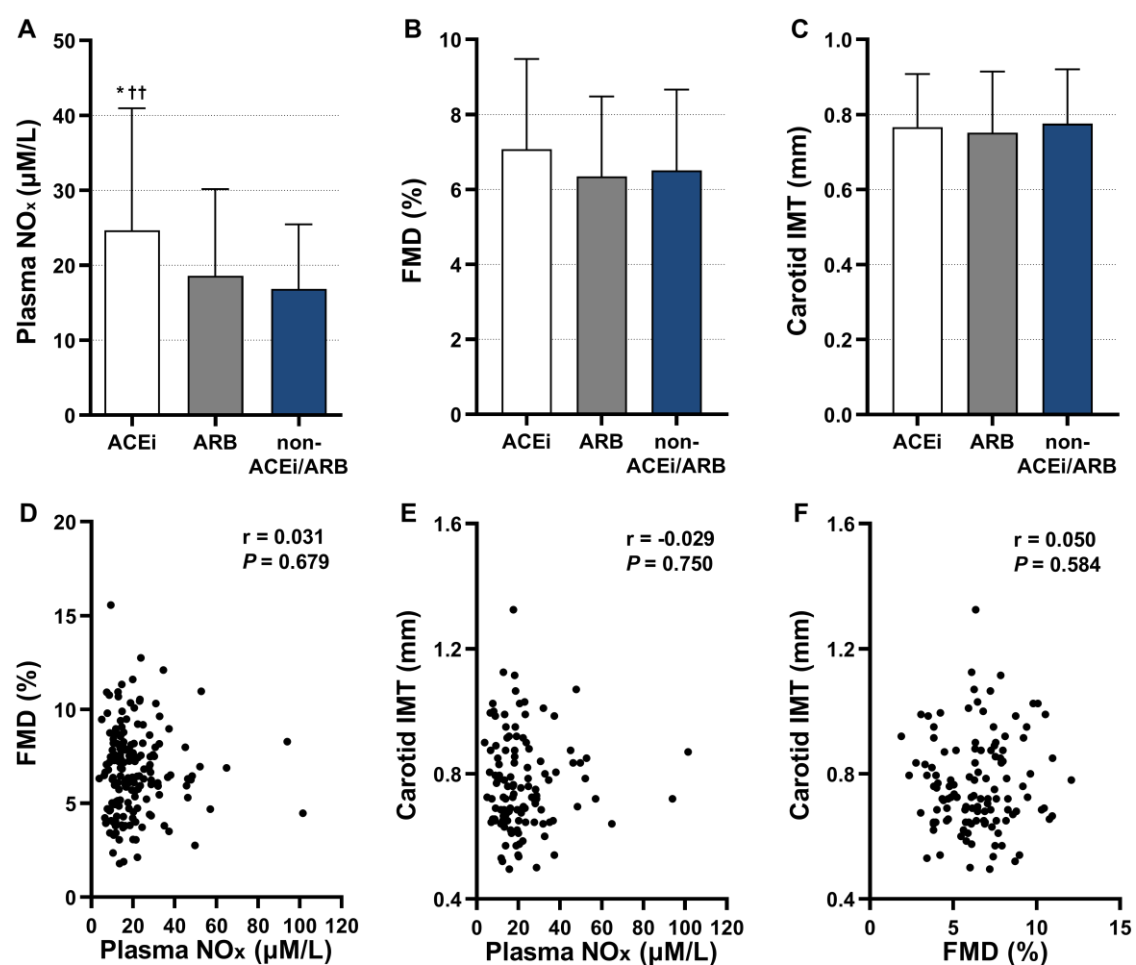 A
Plasma NOx (μM/L)
50
40
30
20
10
0
*††
ACEi
ARB
non-
ACEi/ARB
B
FMD (%)
10
8
6
4
2
0
ACEi
ARB
non-
ACEi/ARB
C
Carotid IMT (mm)
1.0
0.8
0.6
0.4
0.2
0.0
ACEi
ARB
non-
ACEi/ARB
D
FMD (%)
20
15
10
5
0
r = 0.031
P = 0.679
0 20 40 60 80 100 120
Plasma NOx (μM/L)
E
Carotid IMT (mm)
1.6
1.2
0.8
0.4
r = -0.029
P = 0.750
0 20 40 60 80 100 120
Plasma NOx (μM/L)
F
Carotid IMT (mm)
1.6
1.2
0.8
0.4
r = 0.050
P = 0.584
0 5 10 15
FMD (%)